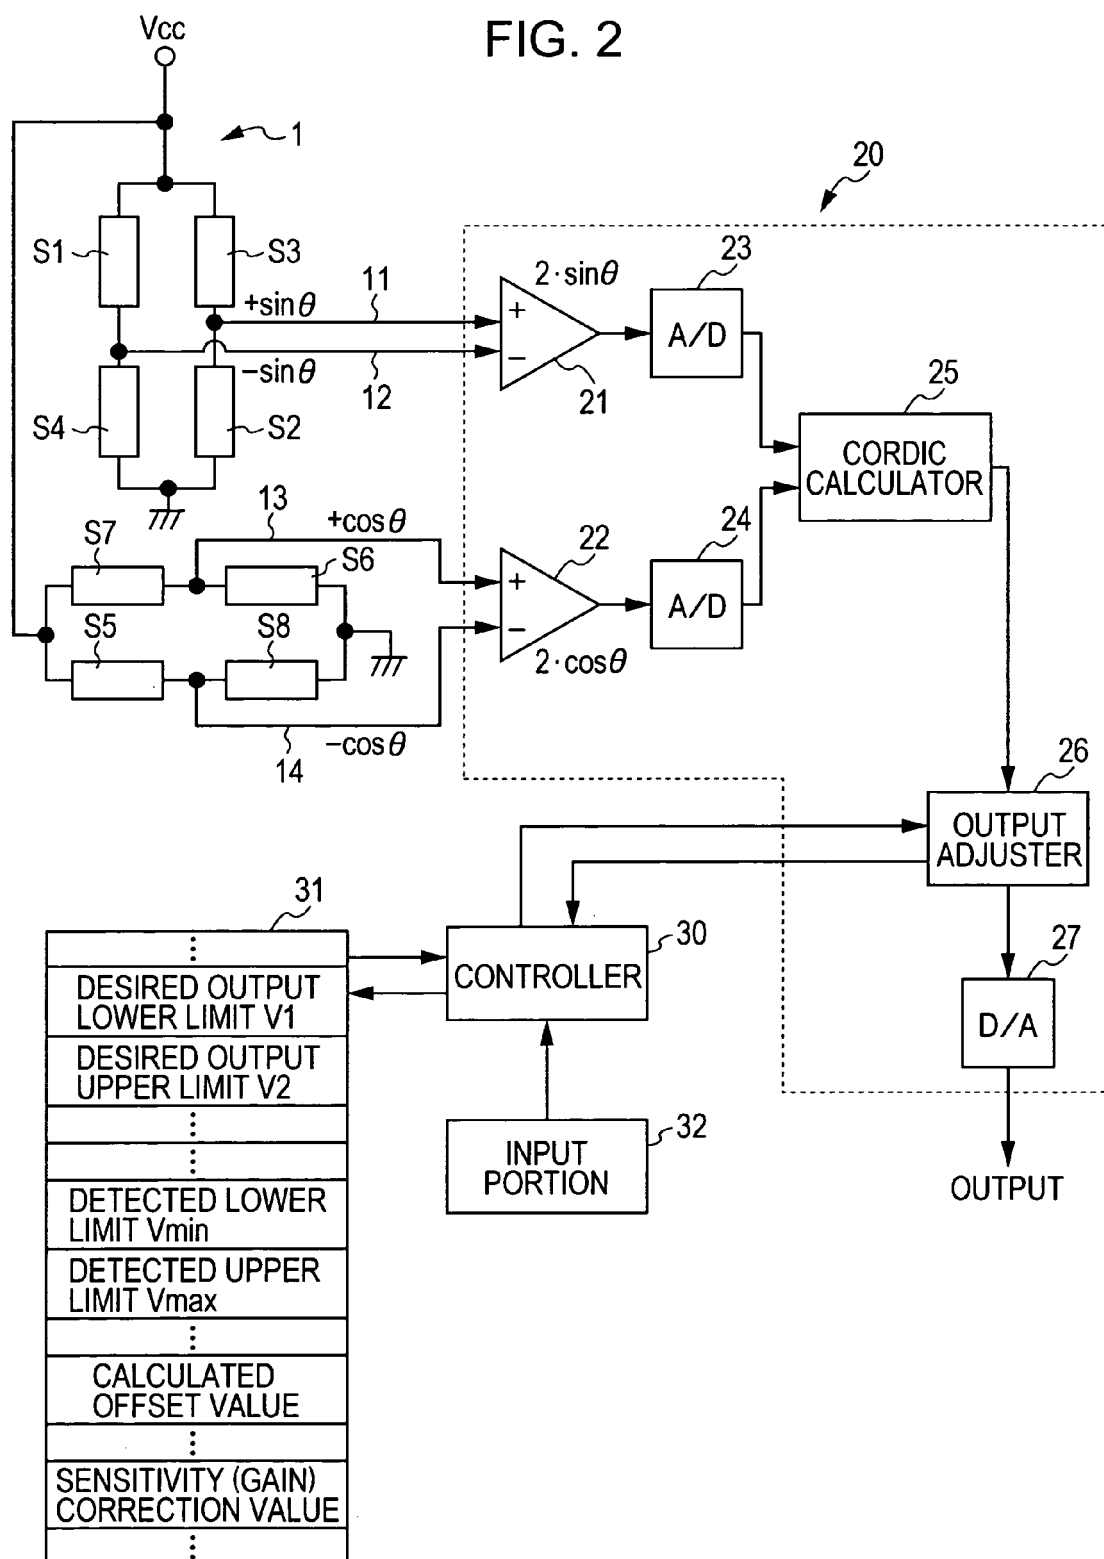 FIG. 2
Vcc
1
20
S1
S3
+sinθ
11
2·sinθ
23
+
−
A/D
−sinθ
12
21
S4
S2
25
CORDIC
CALCULATOR
13
+cosθ
S7
S6
22
24
+
−
A/D
S5
S8
2·cosθ
−cosθ
14
26
OUTPUT
ADJUSTER
31
30
CONTROLLER
27
D/A
DESIRED OUTPUT
LOWER LIMIT V1
DESIRED OUTPUT
UPPER LIMIT V2
32
INPUT
PORTION
OUTPUT
DETECTED LOWER
LIMIT Vmin
DETECTED UPPER
LIMIT Vmax
CALCULATED
OFFSET VALUE
SENSITIVITY (GAIN)
CORRECTION VALUE